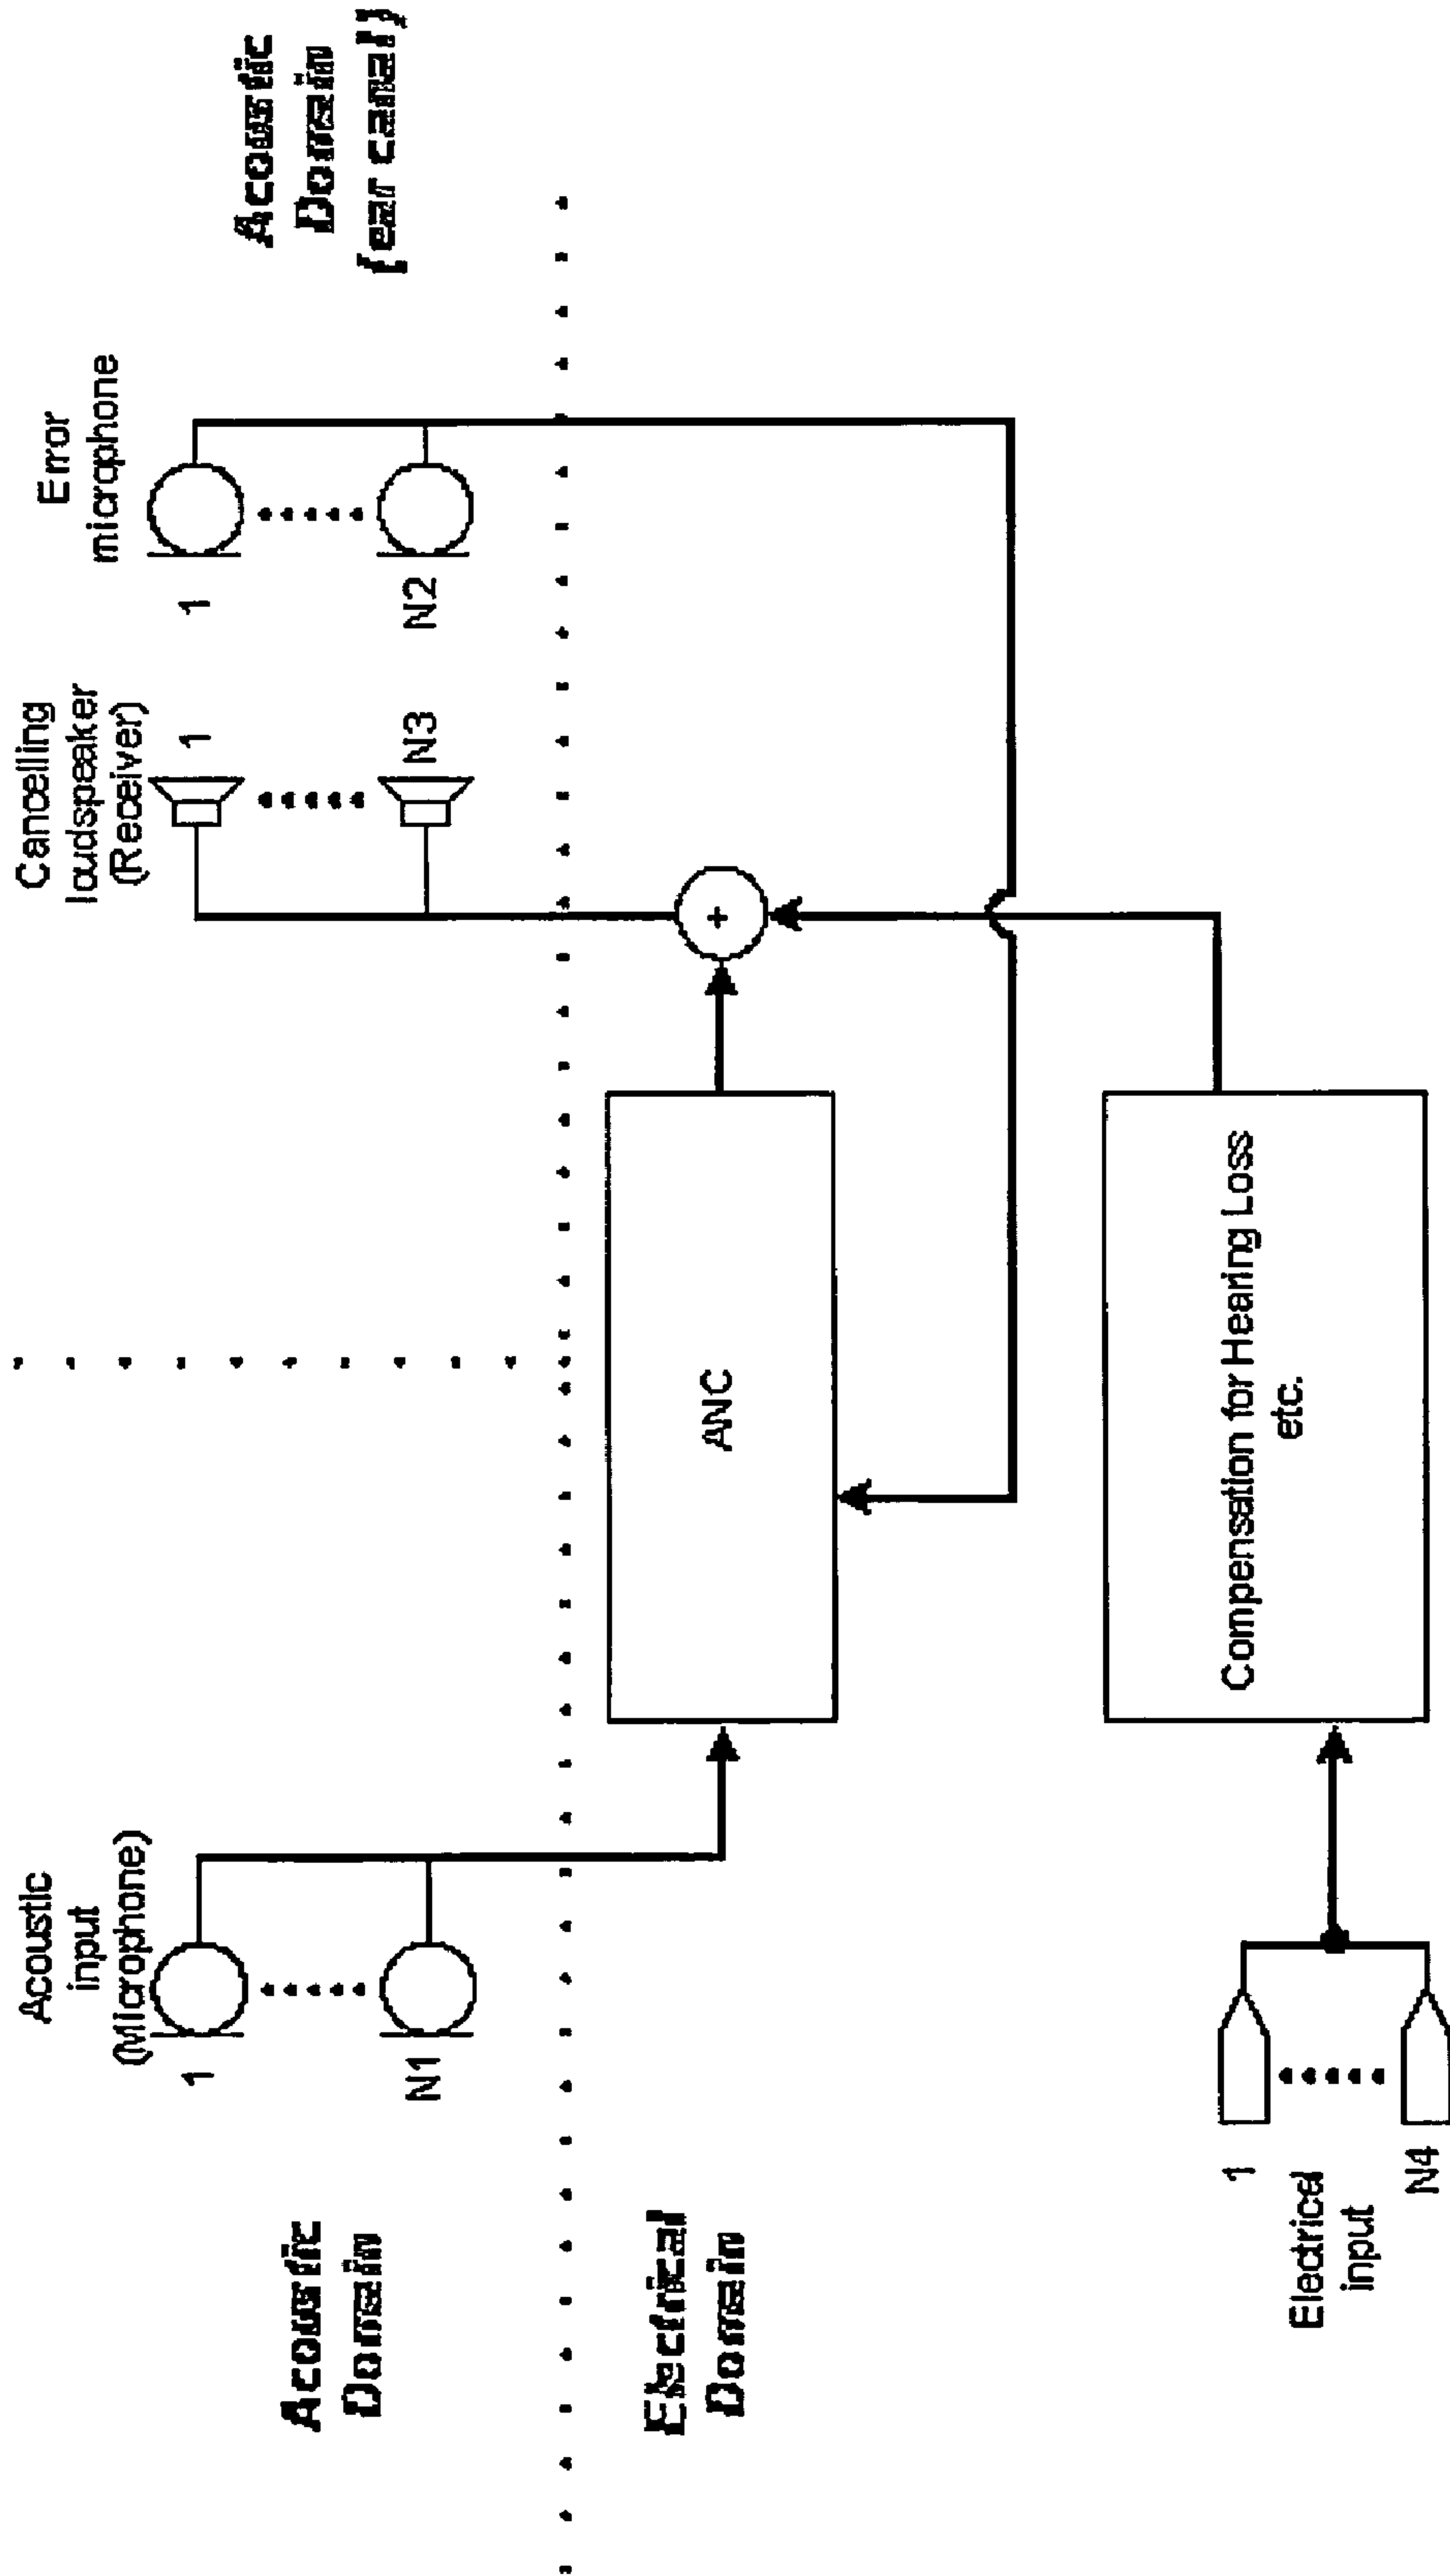 Acoustic
input
(Microphone)
1
N1
Cancelling
loudspeaker
(Receiver)
1
N3
Error
microphone
1
N2
Acoustic
Domain
Acoustic
Domain
(ear canal)
Electrical
Domain
ANC
+
Compensation for Hearing Loss
etc.
1
N4
Electrical
input